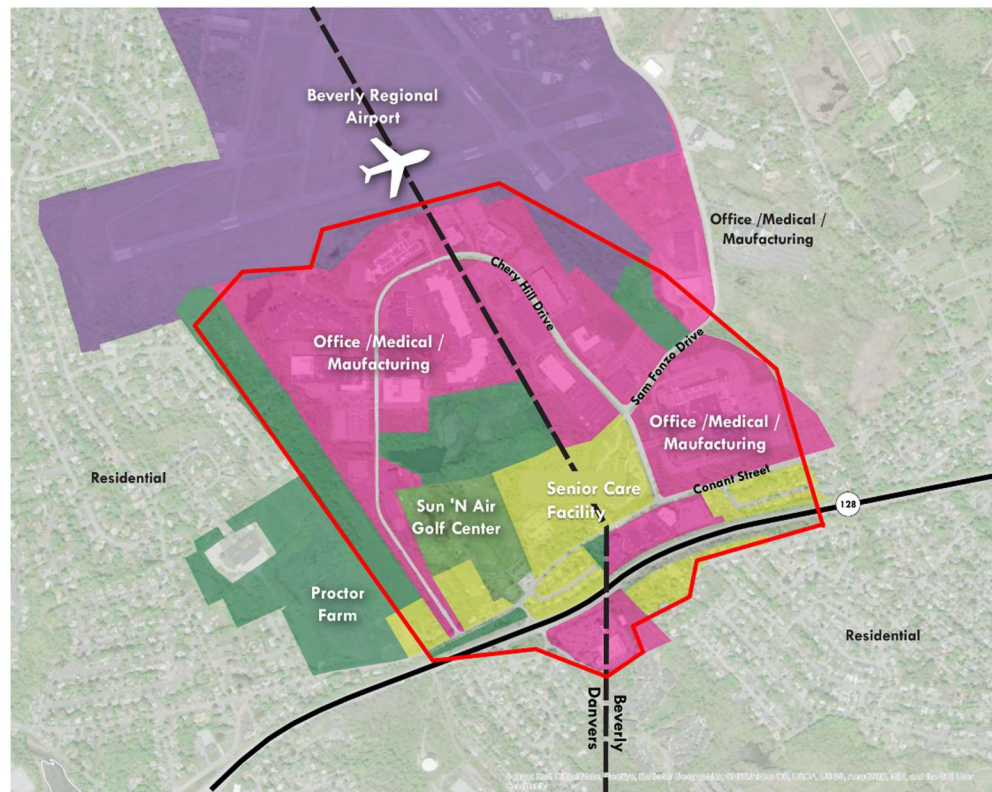 Beverly Regional
Airport
Office /Medical /
Maufacturing
Chery Hill Drive
Office /Medical /
Maufacturing
Sam Fonzo Drive
Office /Medical /
Maufacturing
Conant Street
Residential
Senior Care
Facility
Sun 'N Air
Golf Center
128
Proctor
Farm
Residential
Beverly
Danvers